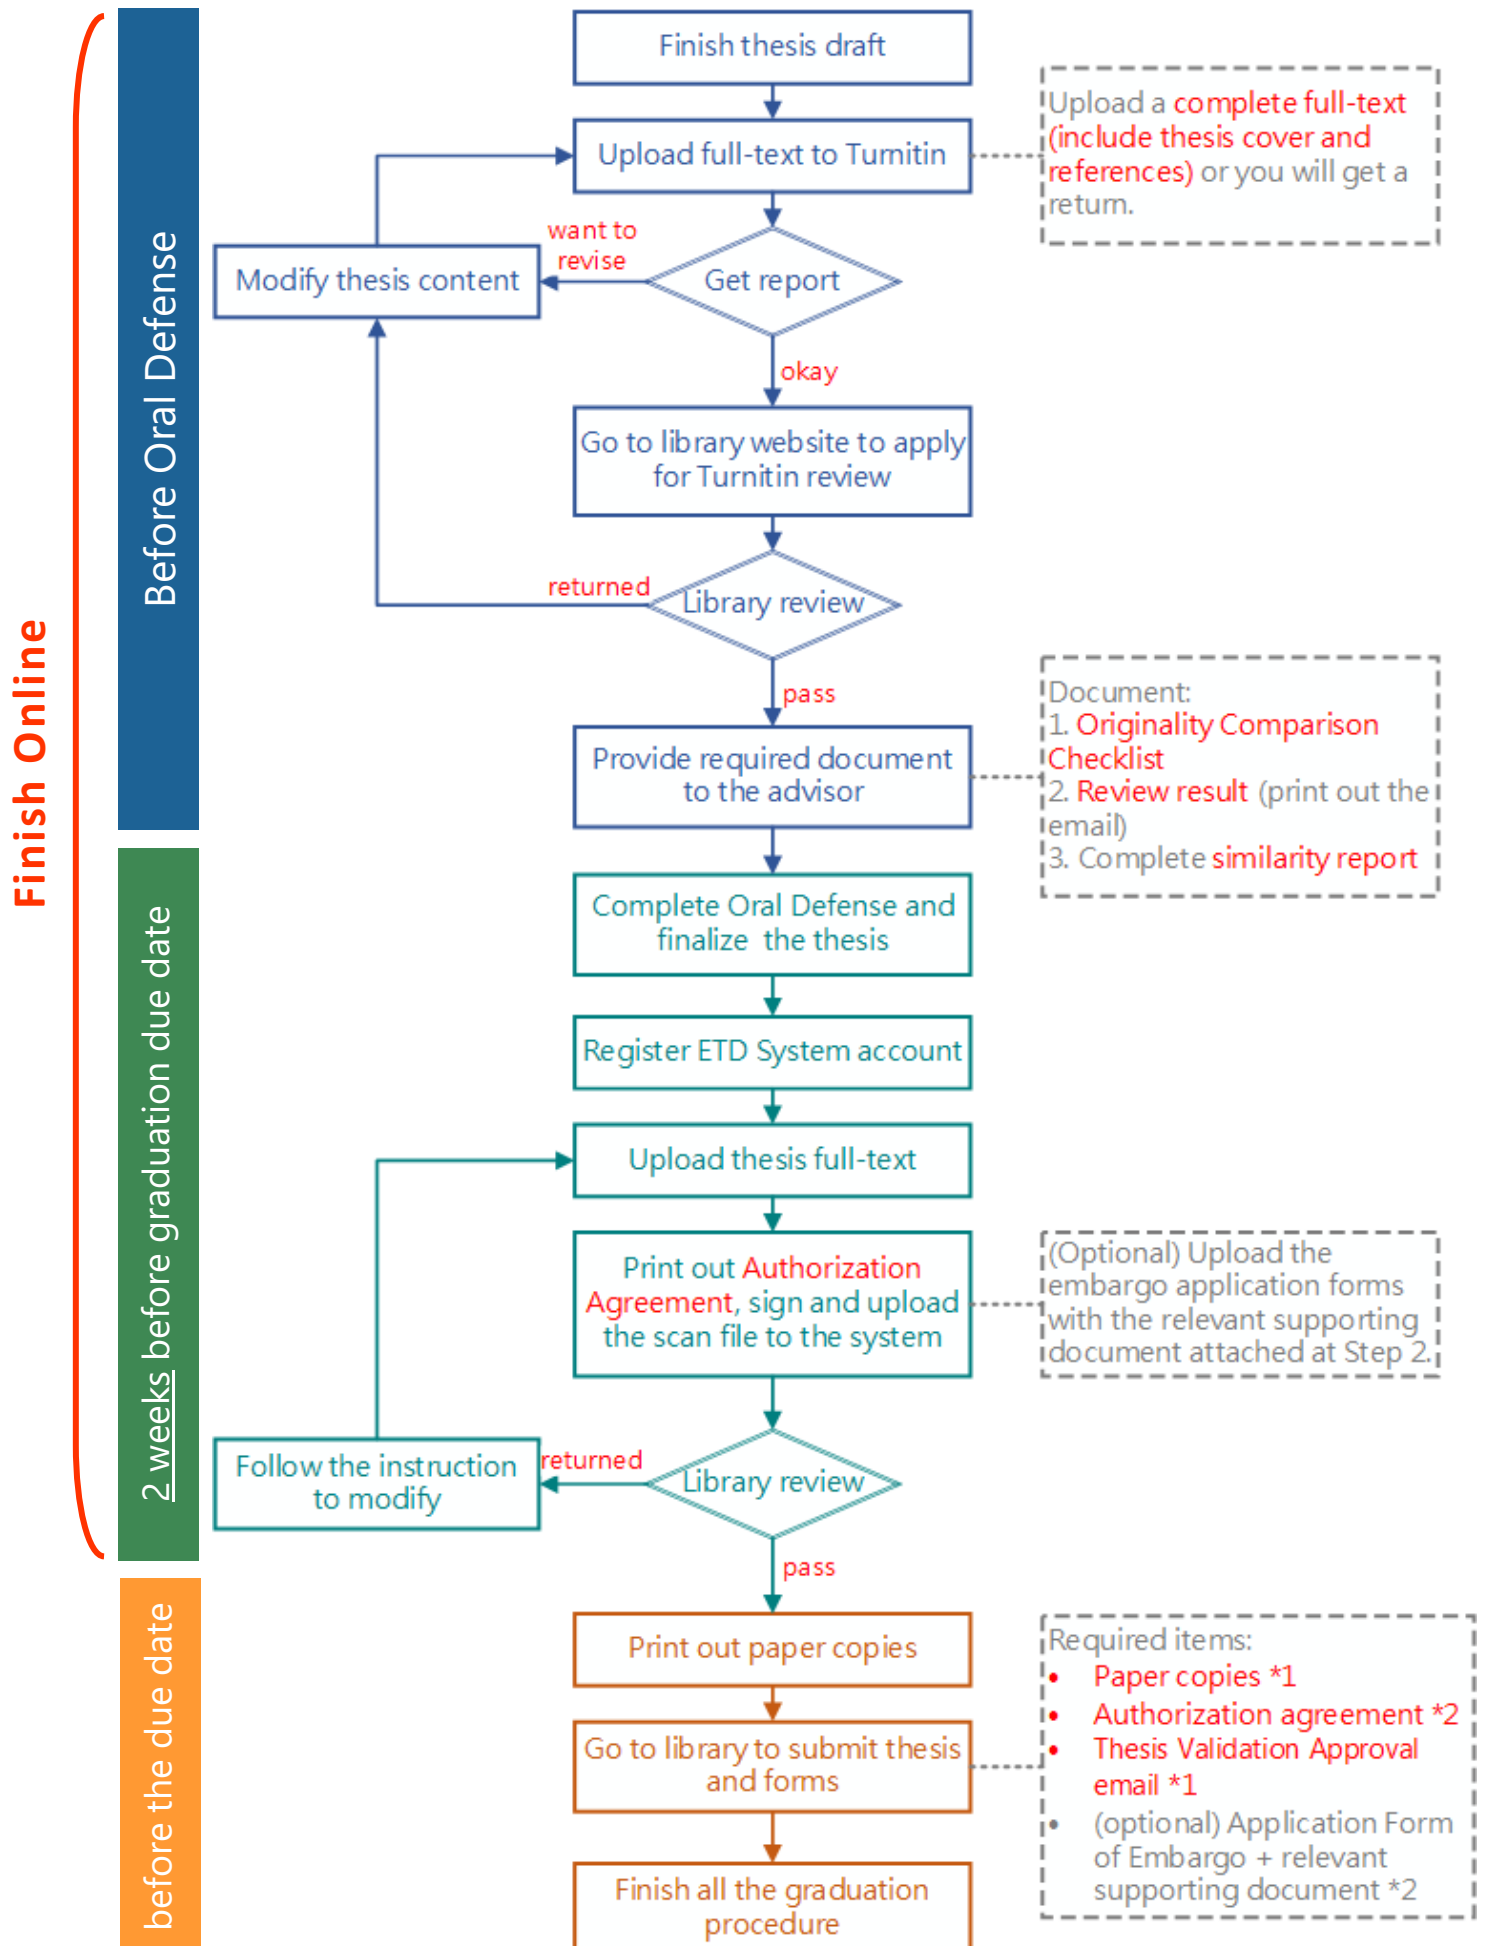 Finish Online
Before Oral Defense
2 weeks before graduation due date
before the due date
Finish thesis draft
Upload full-text to Turnitin
Upload a complete full-text
(include thesis cover and
references) or you will get a
return.
want to
revise
Modify thesis content
Get report
okay
Go to library website to apply
for Turnitin review
returned
Library review
pass
Provide required document
to the advisor
Document:
1. Originality Comparison
Checklist
2. Review result (print out the
email)
3. Complete similarity report
Complete Oral Defense and
finalize the thesis
Register ETD System account
Upload thesis full-text
Print out Authorization
Agreement, sign and upload
the scan file to the system
(Optional) Upload the
embargo application forms
with the relevant supporting
document attached at Step 2.
Follow the instruction
to modify
returned
Library review
pass
Print out paper copies
Go to library to submit thesis
and forms
Required items:
• Paper copies *1
• Authorization agreement *2
• Thesis Validation Approval
email *1
• (optional) Application Form
of Embargo + relevant
supporting document *2
Finish all the graduation
procedure